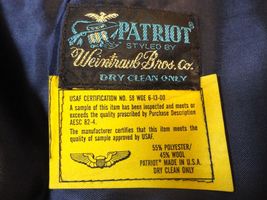 PATRIOT
STYLED BY
Weintraub Bros. Co.
DRY CLEAN ONLY
USAF CERTIFICATION NO. 50 WOE 6-13-00
A sample of this item has been inspected and meets or
exceeds the quality prescribed by Purchase Description
AESC 82-4.
The manufacturer certifies that this item meets the
quality of sample approved by USAF.
55% POLYESTER/
45% WOOL
PATRIOT® MADE IN U.S.A.
DRY CLEAN ONLY